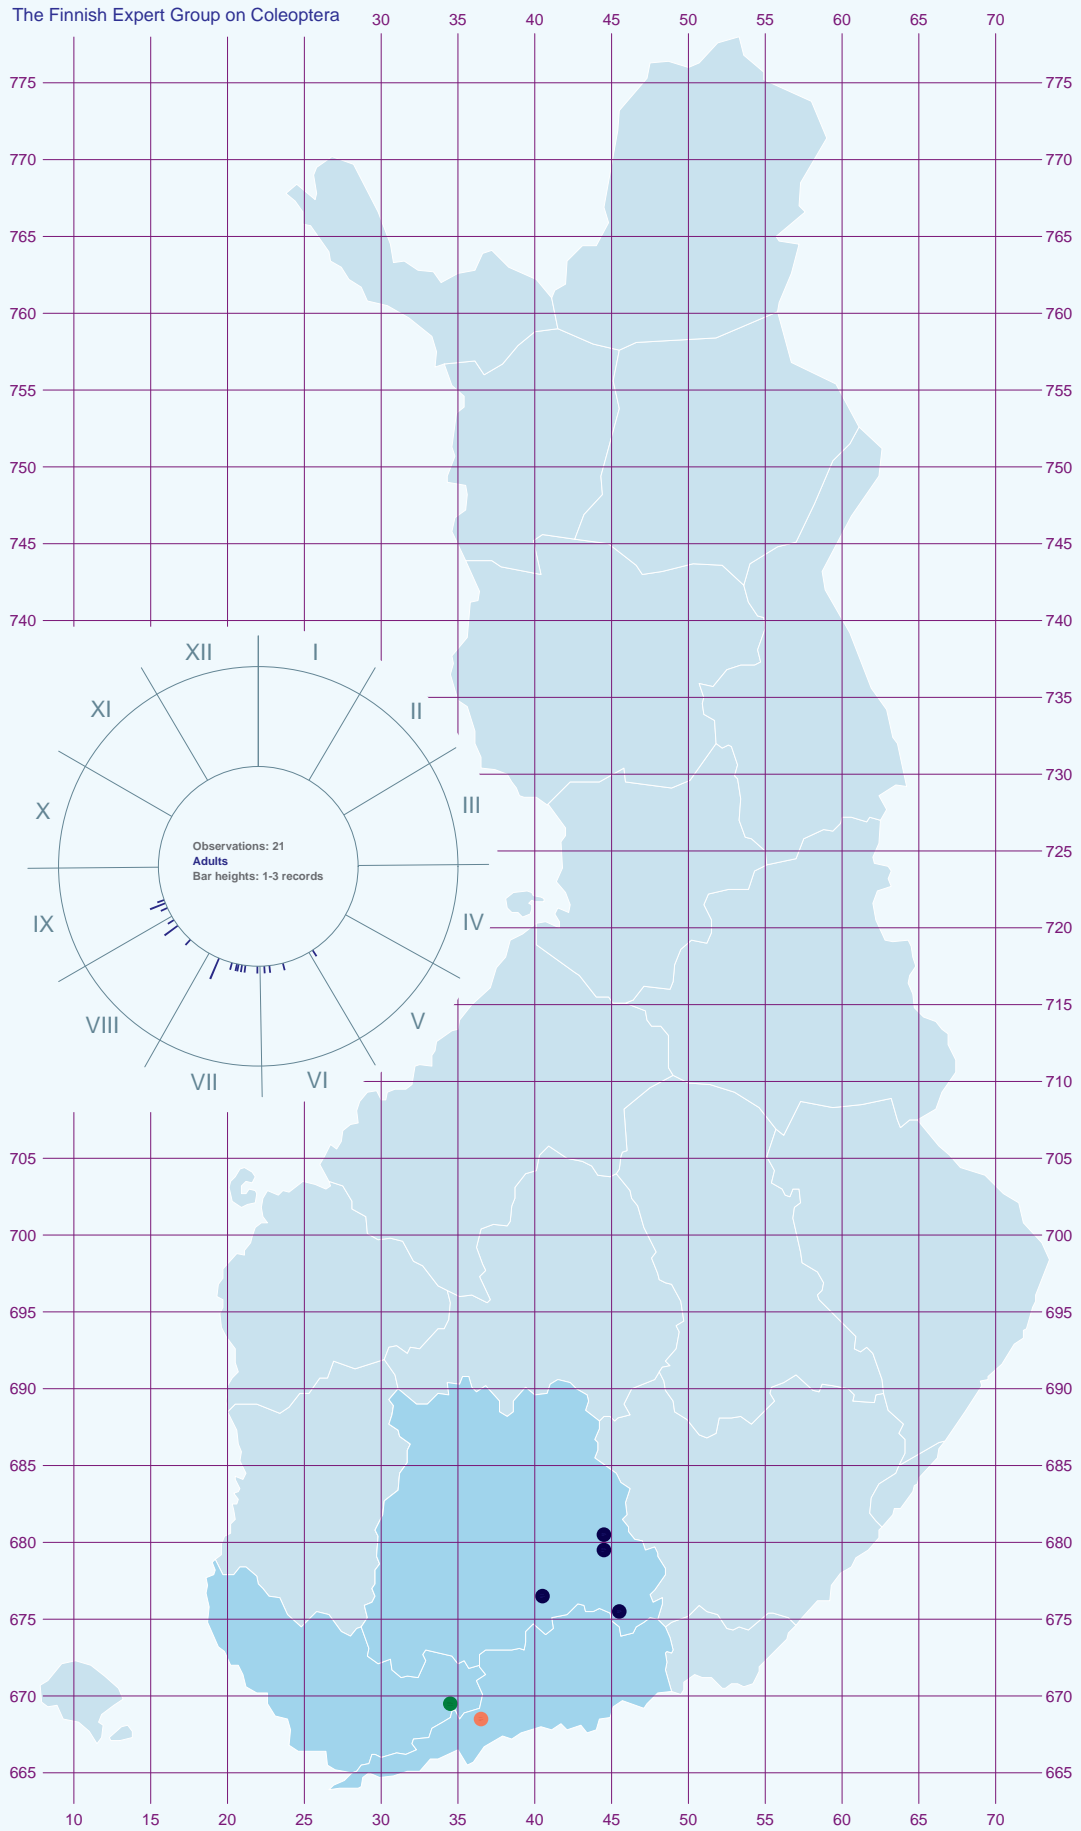 The Finnish Expert Group on Coleoptera
30 35 40 45 50 55 60 65 70
775 775
770 770
765 765
760 760
755 755
750 750
745 745
740 740
XII I
XI II
735
730
X III
725
Observations: 21
Adults
Bar heights: 1-3 records
IX IV
720
715
VIII V
VII VI
710
705 705
700 700
695 695
690 690
685 685
680 680
675 675
670 670
665 665
10 15 20 25 30 35 40 45 50 55 60 65 70